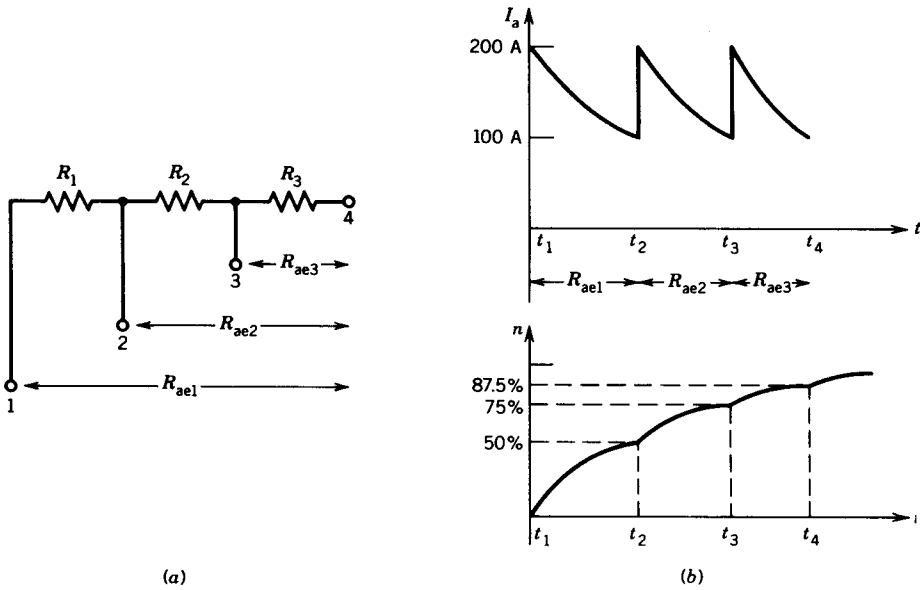 R1
R2
R3
4
3
Rae3
2
Rae2
1
Rae1
(a)
Ia
200 A
100 A
t
t1
t2
t3
t4
Rae1
Rae2
Rae3
n
87.5%
75%
50%
t1
t2
t3
t4
(b)